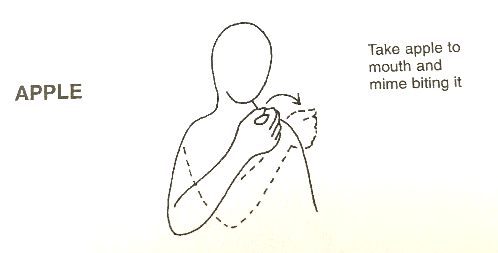 APPLE
Take apple to
mouth and
mime biting it